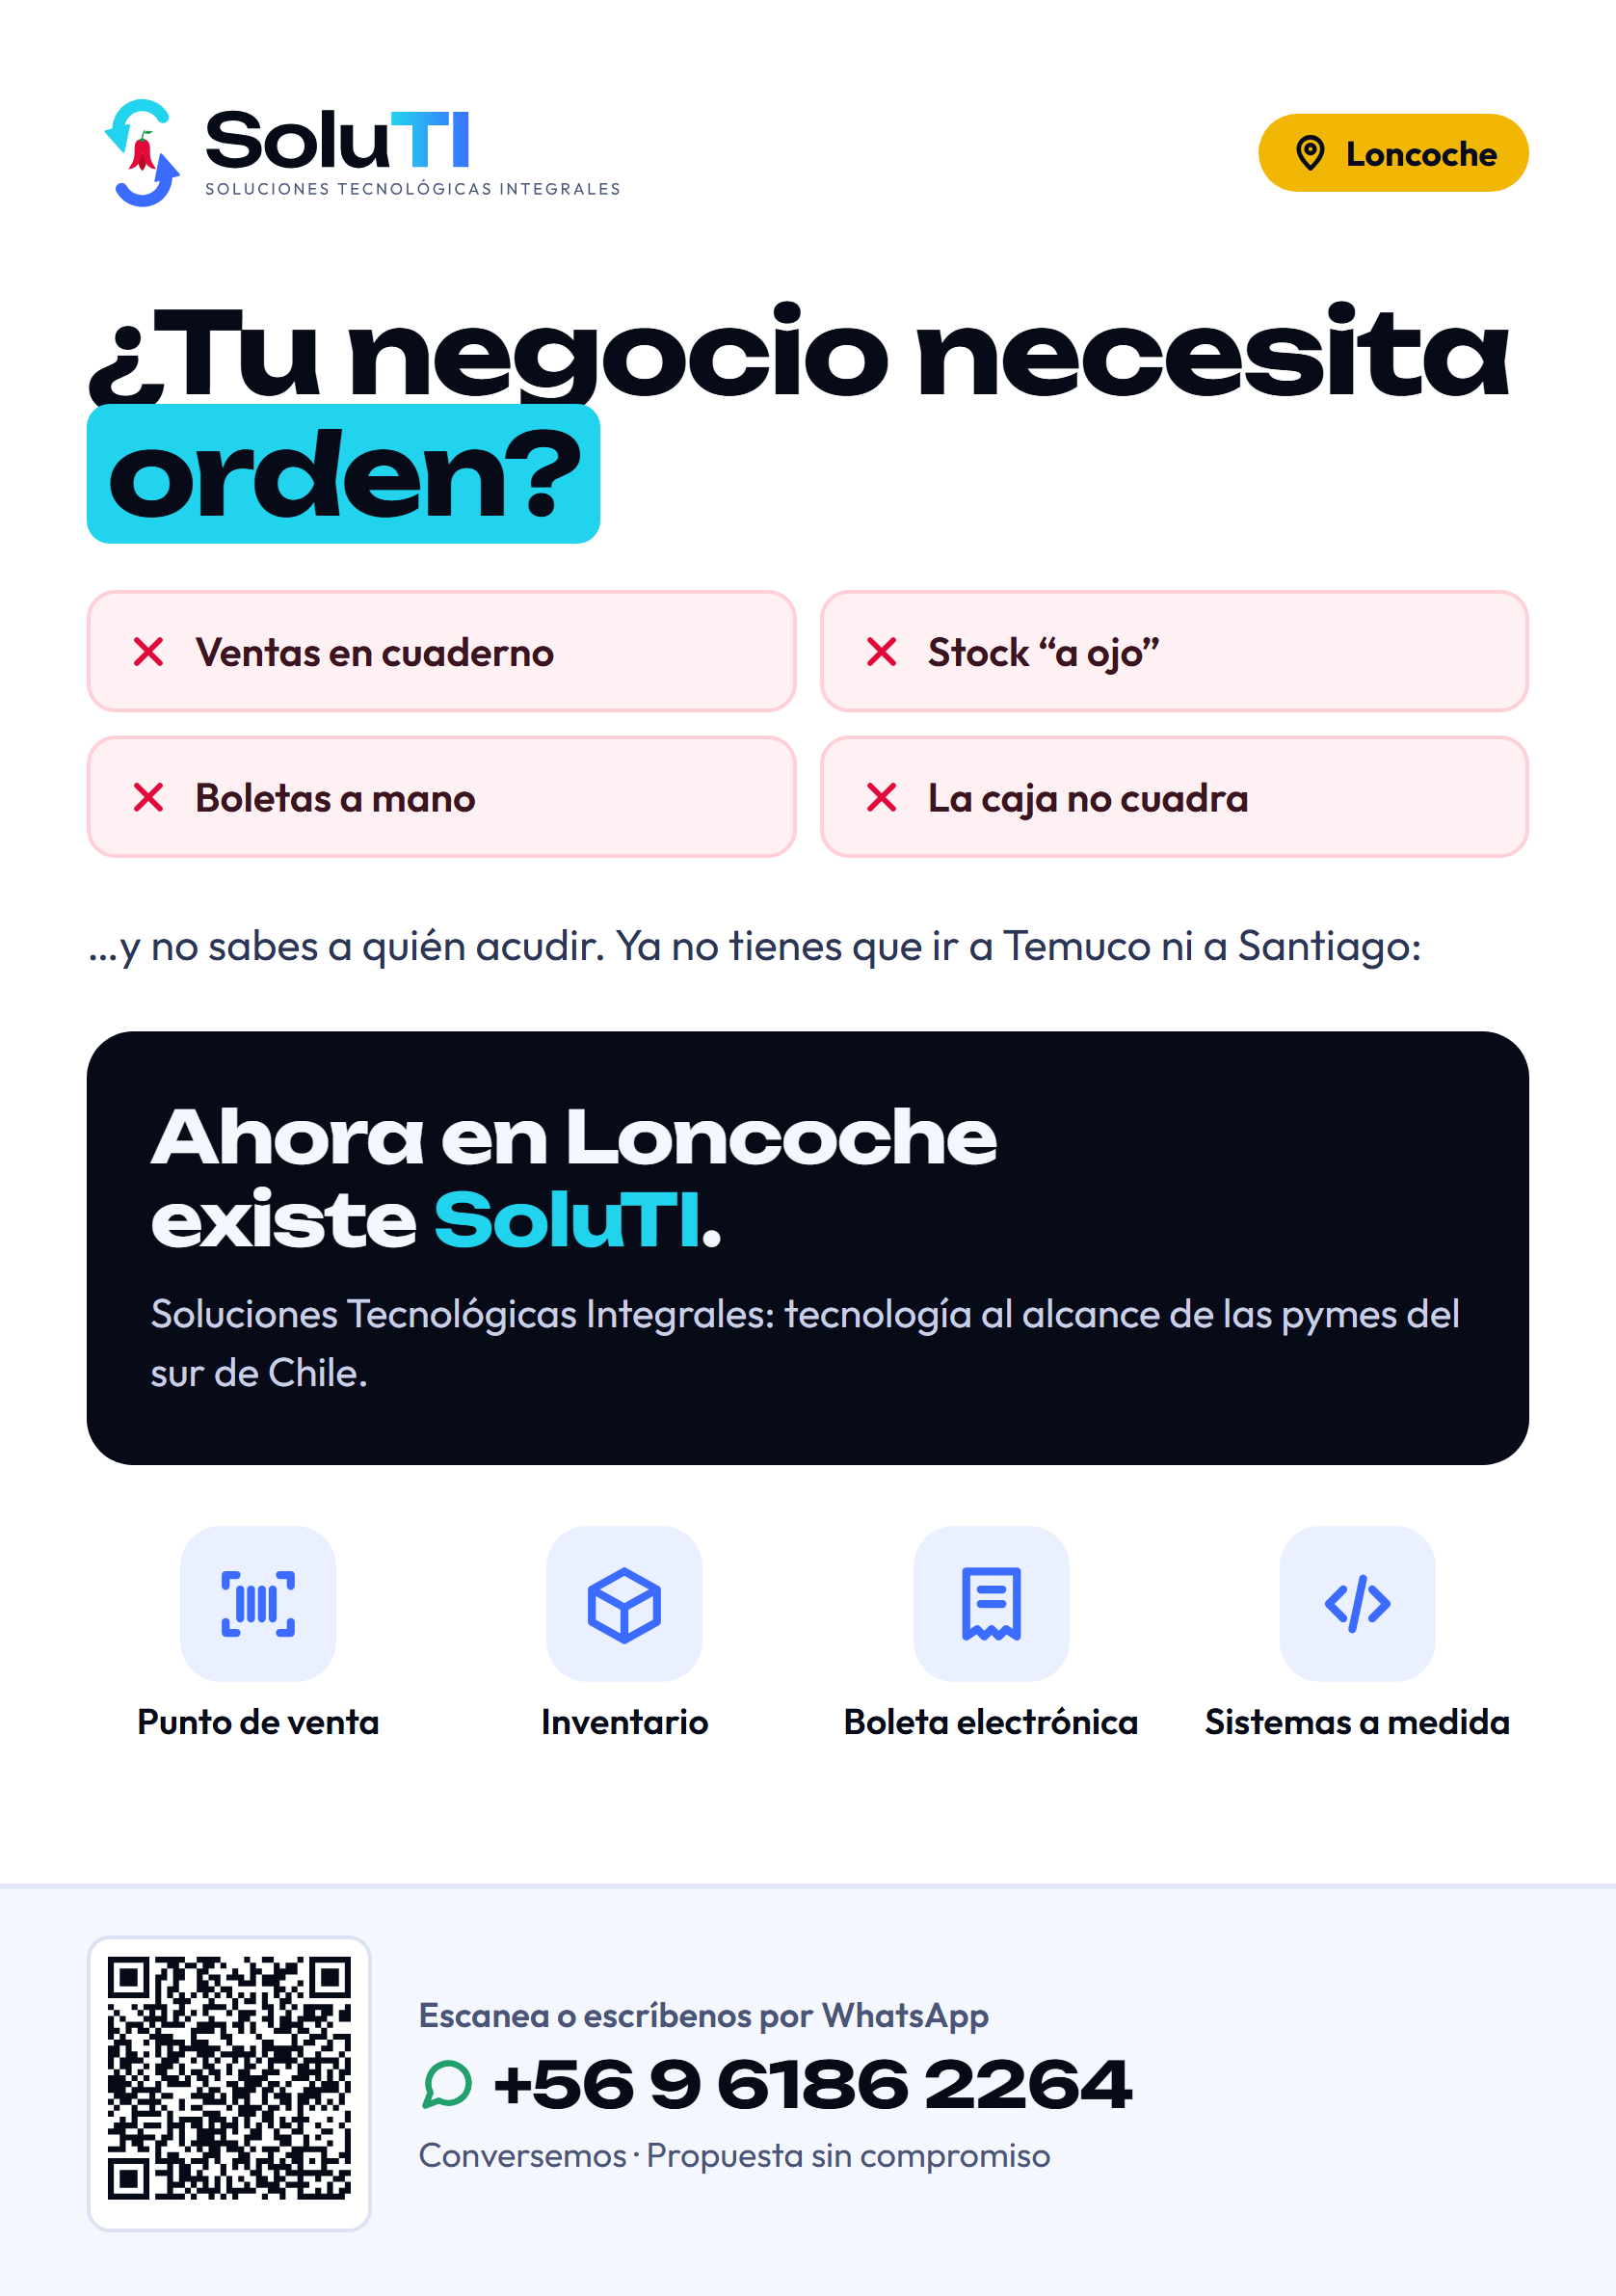 SoluTI
SOLUCIONES TECNOLÓGICAS INTEGRALES
Loncoche
¿Tu negocio necesita
orden?
Ventas en cuaderno
Stock “a ojo”
Boletas a mano
La caja no cuadra
...y no sabes a quién acudir. Ya no tienes que ir a Temuco ni a Santiago:
Ahora en Loncoche
existe SoluTI.
Soluciones Tecnológicas Integrales: tecnología al alcance de las pymes del
sur de Chile.
Punto de venta
Inventario
Boleta electrónica
Sistemas a medida
Escanea o escríbenos por WhatsApp
+56 9 6186 2264
Conversemos · Propuesta sin compromiso